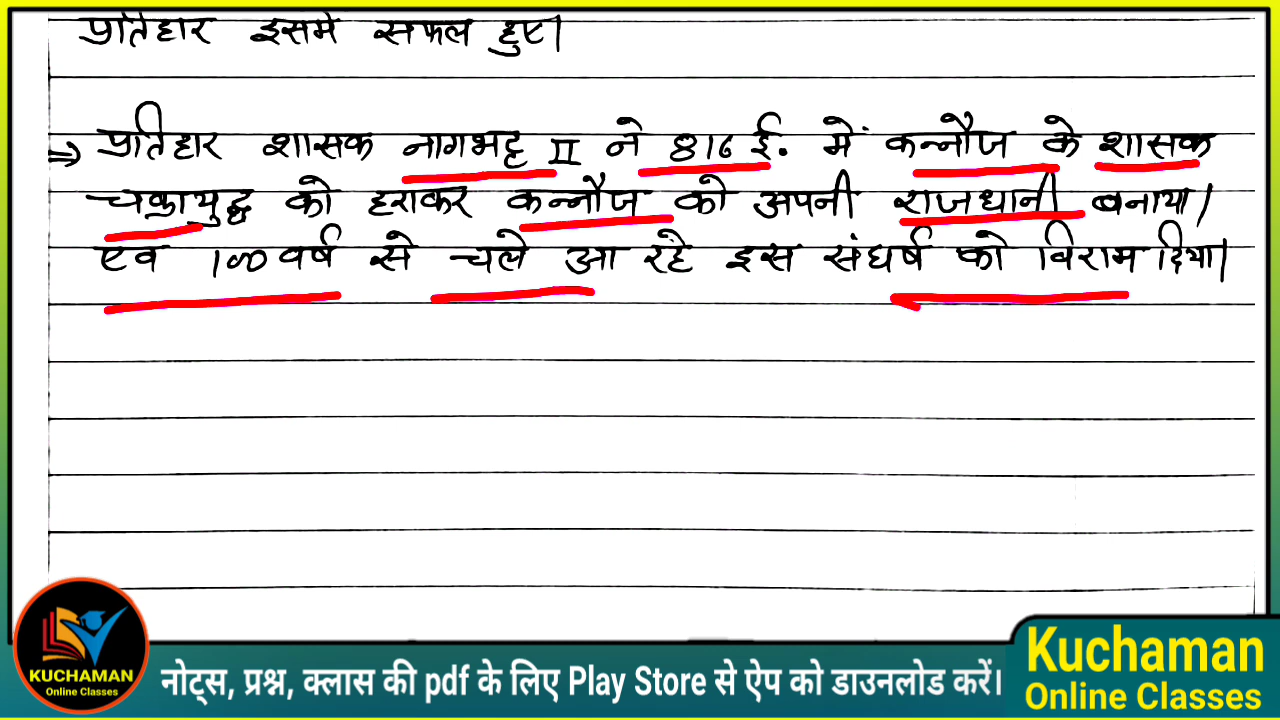 प्रतिहार इसमें सफल हुए।
⇒ प्रतिहार शासक नागभट्ट II ने 816 ई. में कन्नौज के शासक
चक्रायुद्ध को हराकर कन्नौज को अपनी राजधानी बनाया।
एव 100 वर्ष से चले आ रहे इस संघर्ष को विराम दिया।
KUCHAMAN
Online Classes
नोट्स, प्रश्न, क्लास की pdf के लिए Play Store से ऐप को डाउनलोड करें।
Kuchaman
Online Classes